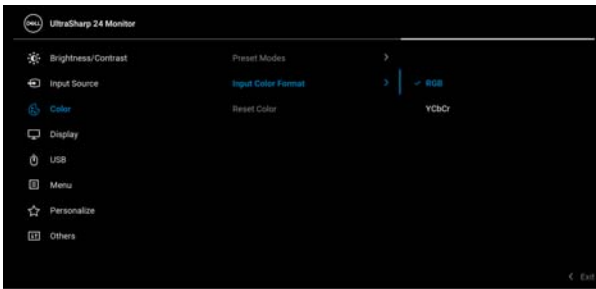 DELL UltraSharp 24 Monitor
Brightness/Contrast Preset Modes
Input Source Input Color Format RGB
Color Reset Color YCbCr
Display
USB
Menu
Personalize
Others
Exit